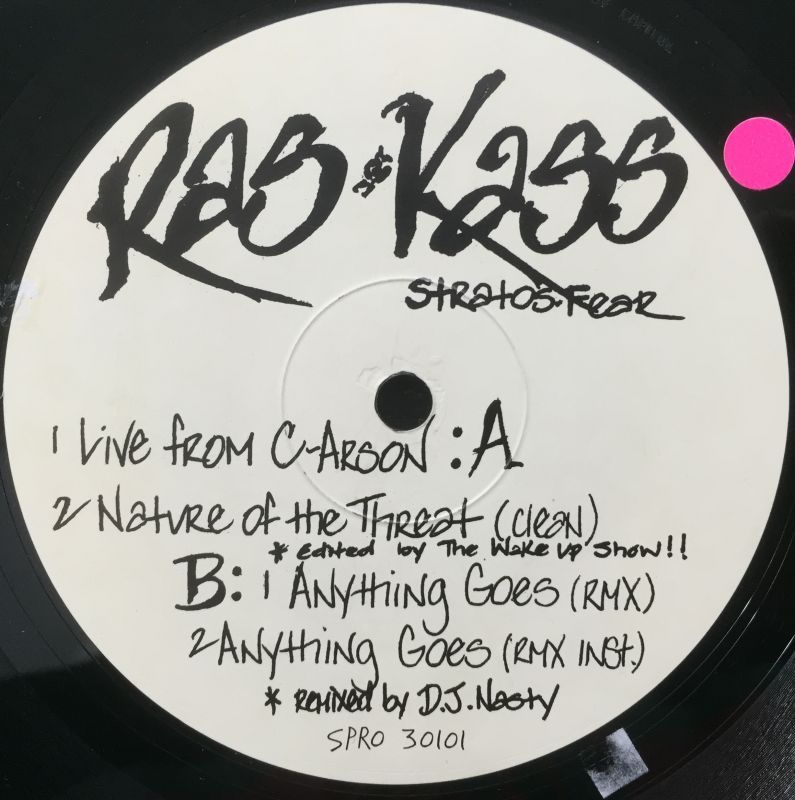 Ras Kass
Stratos-Fear
1 Live from C-Arson : A
2 Nature of the Threat (clean)
* Edited by The Wake up Show!!
B: 1 Anything Goes (RMX)
2 Anything Goes (RMX Inst.)
* Remixed by D.J. Nasty
SPRO 30101